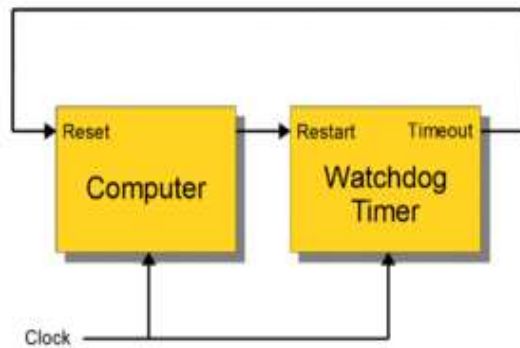 Reset
Computer
Restart Timeout
Watchdog
Timer
Clock